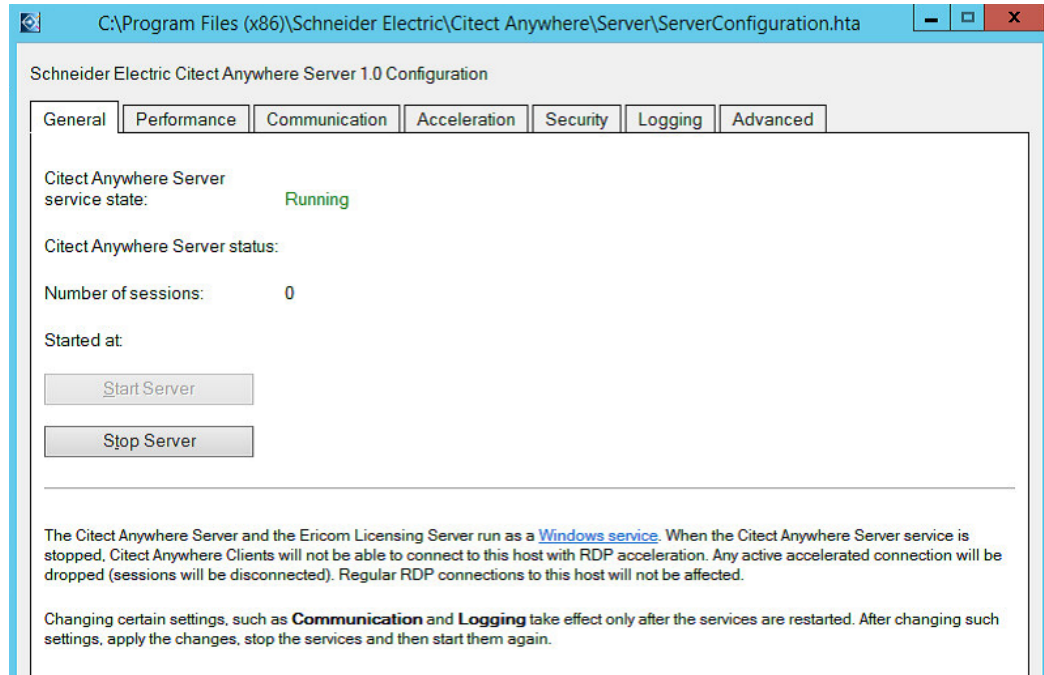 C:\Program Files (x86)\Schneider Electric\Citect Anywhere\Server\ServerConfiguration.hta
Schneider Electric Citect Anywhere Server 1.0 Configuration
General Performance Communication Acceleration Security Logging Advanced
Citect Anywhere Server
service state: Running
Citect Anywhere Server status:
Number of sessions: 0
Started at:
Start Server
Stop Server
The Citect Anywhere Server and the Ericom Licensing Server run as a Windows service. When the Citect Anywhere Server service is
stopped, Citect Anywhere Clients will not be able to connect to this host with RDP acceleration. Any active accelerated connection will be
dropped (sessions will be disconnected). Regular RDP connections to this host will not be affected.
Changing certain settings, such as Communication and Logging take effect only after the services are restarted. After changing such
settings, apply the changes, stop the services and then start them again.